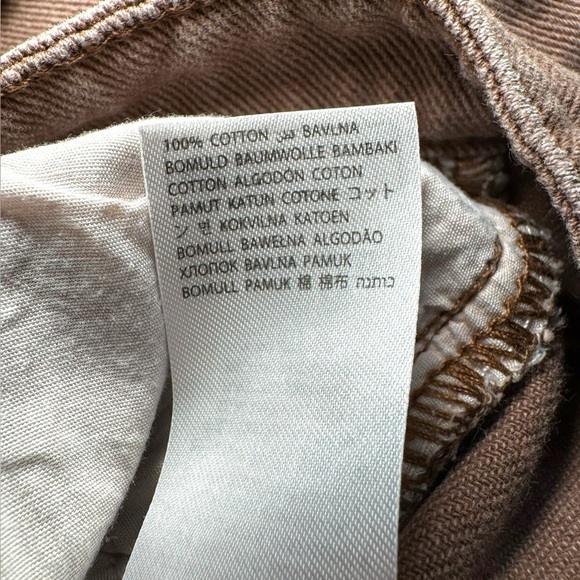 100% COTTON قطن BAVLNA
BOMULD BAUMWOLLE BAMBAKI
COTTON ALGODÓN COTON
PAMUT KATUN COTONE コット
ン 면 KOKVILNA KATOEN
BOMULL BAWEŁNA ALGODÃO
ХЛОПОК BAVLNA PAMUK
BOMULL PAMUK 棉 棉布 כותנה